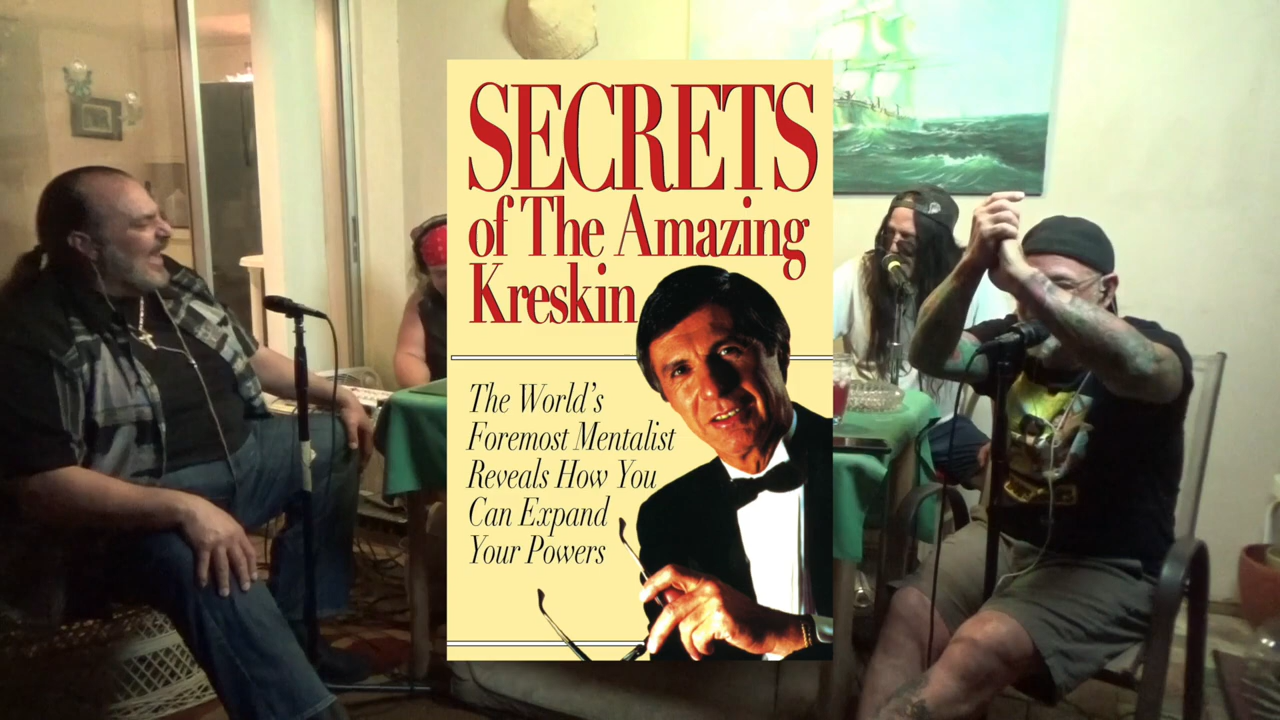 SECRETS
of The Amazing
Kreskin
The World's
Foremost Mentalist
Reveals How You
Can Expand
Your Powers